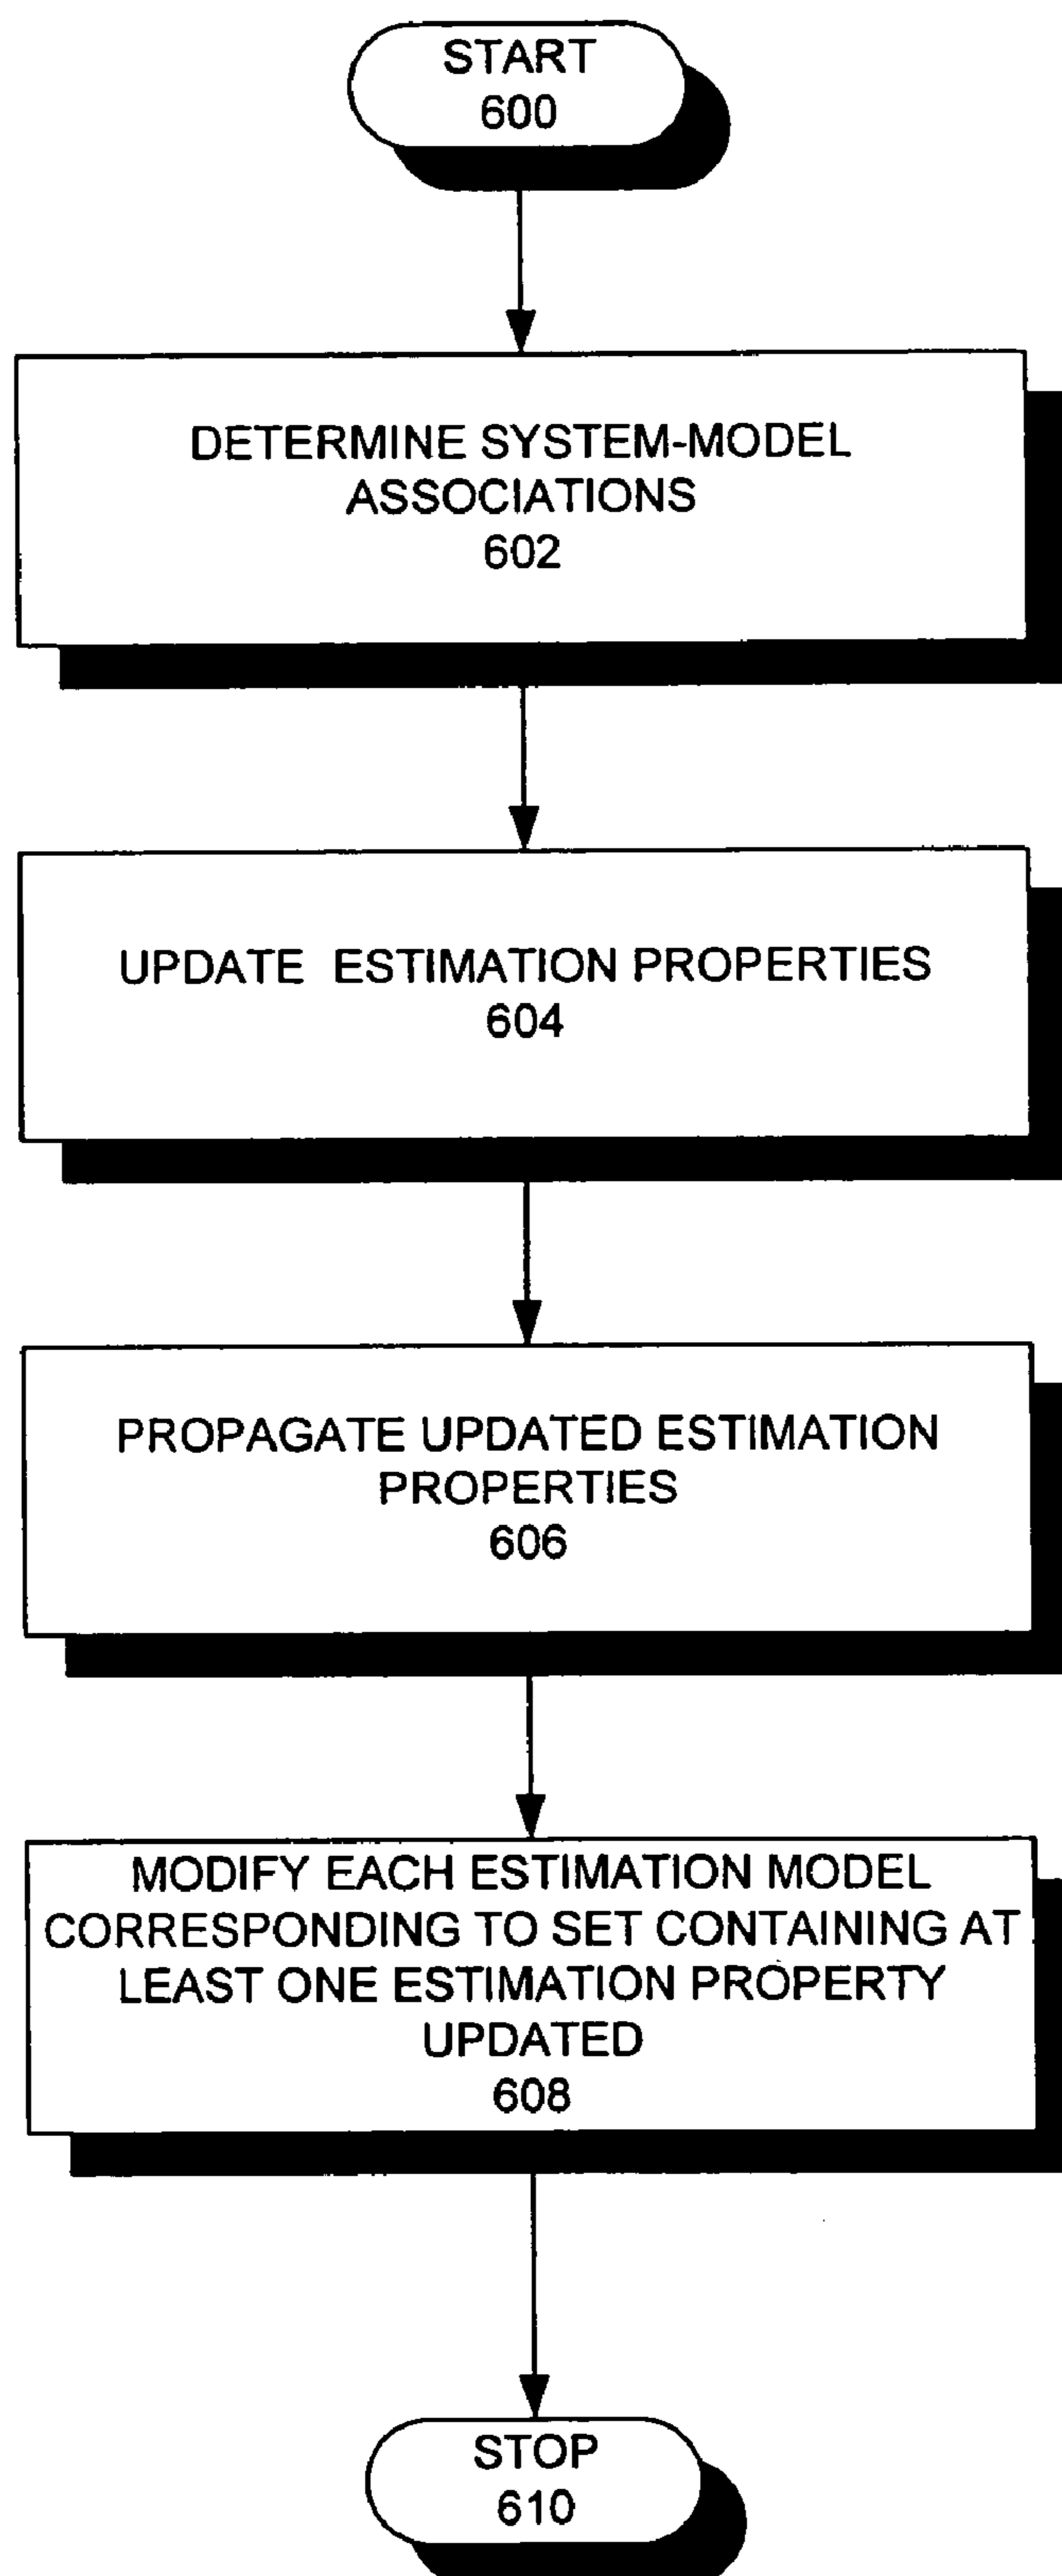 START
600
DETERMINE SYSTEM-MODEL
ASSOCIATIONS
602
UPDATE ESTIMATION PROPERTIES
604
PROPAGATE UPDATED ESTIMATION
PROPERTIES
606
MODIFY EACH ESTIMATION MODEL
CORRESPONDING TO SET CONTAINING AT
LEAST ONE ESTIMATION PROPERTY
UPDATED
608
STOP
610